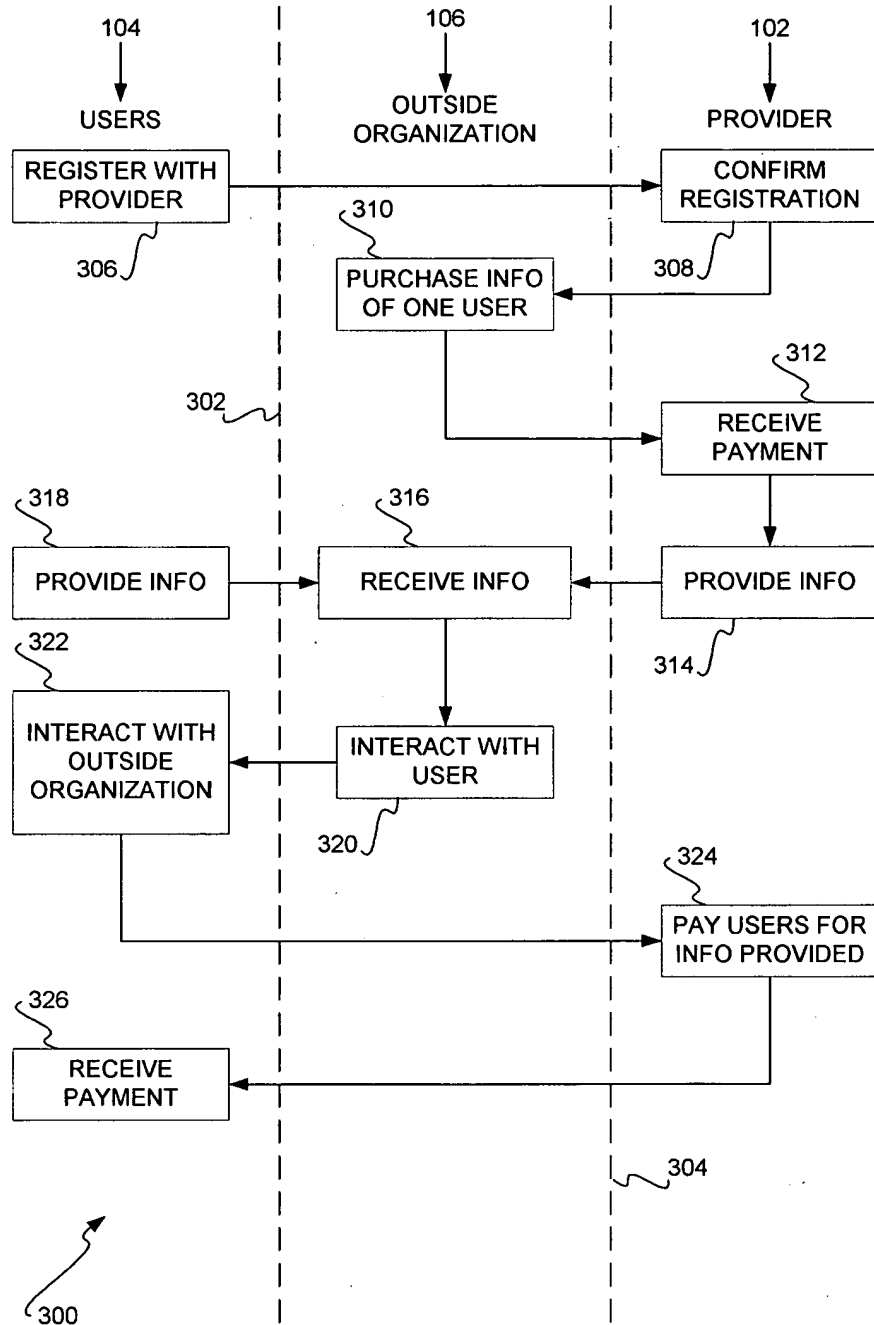 104
106
102
USERS
OUTSIDE
ORGANIZATION
PROVIDER
REGISTER WITH
PROVIDER
CONFIRM
REGISTRATION
306
310
308
PURCHASE INFO
OF ONE USER
312
302
RECEIVE
PAYMENT
318
316
PROVIDE INFO
RECEIVE INFO
PROVIDE INFO
322
314
INTERACT WITH
OUTSIDE
ORGANIZATION
INTERACT WITH
USER
320
324
PAY USERS FOR
INFO PROVIDED
326
RECEIVE
PAYMENT
304
300